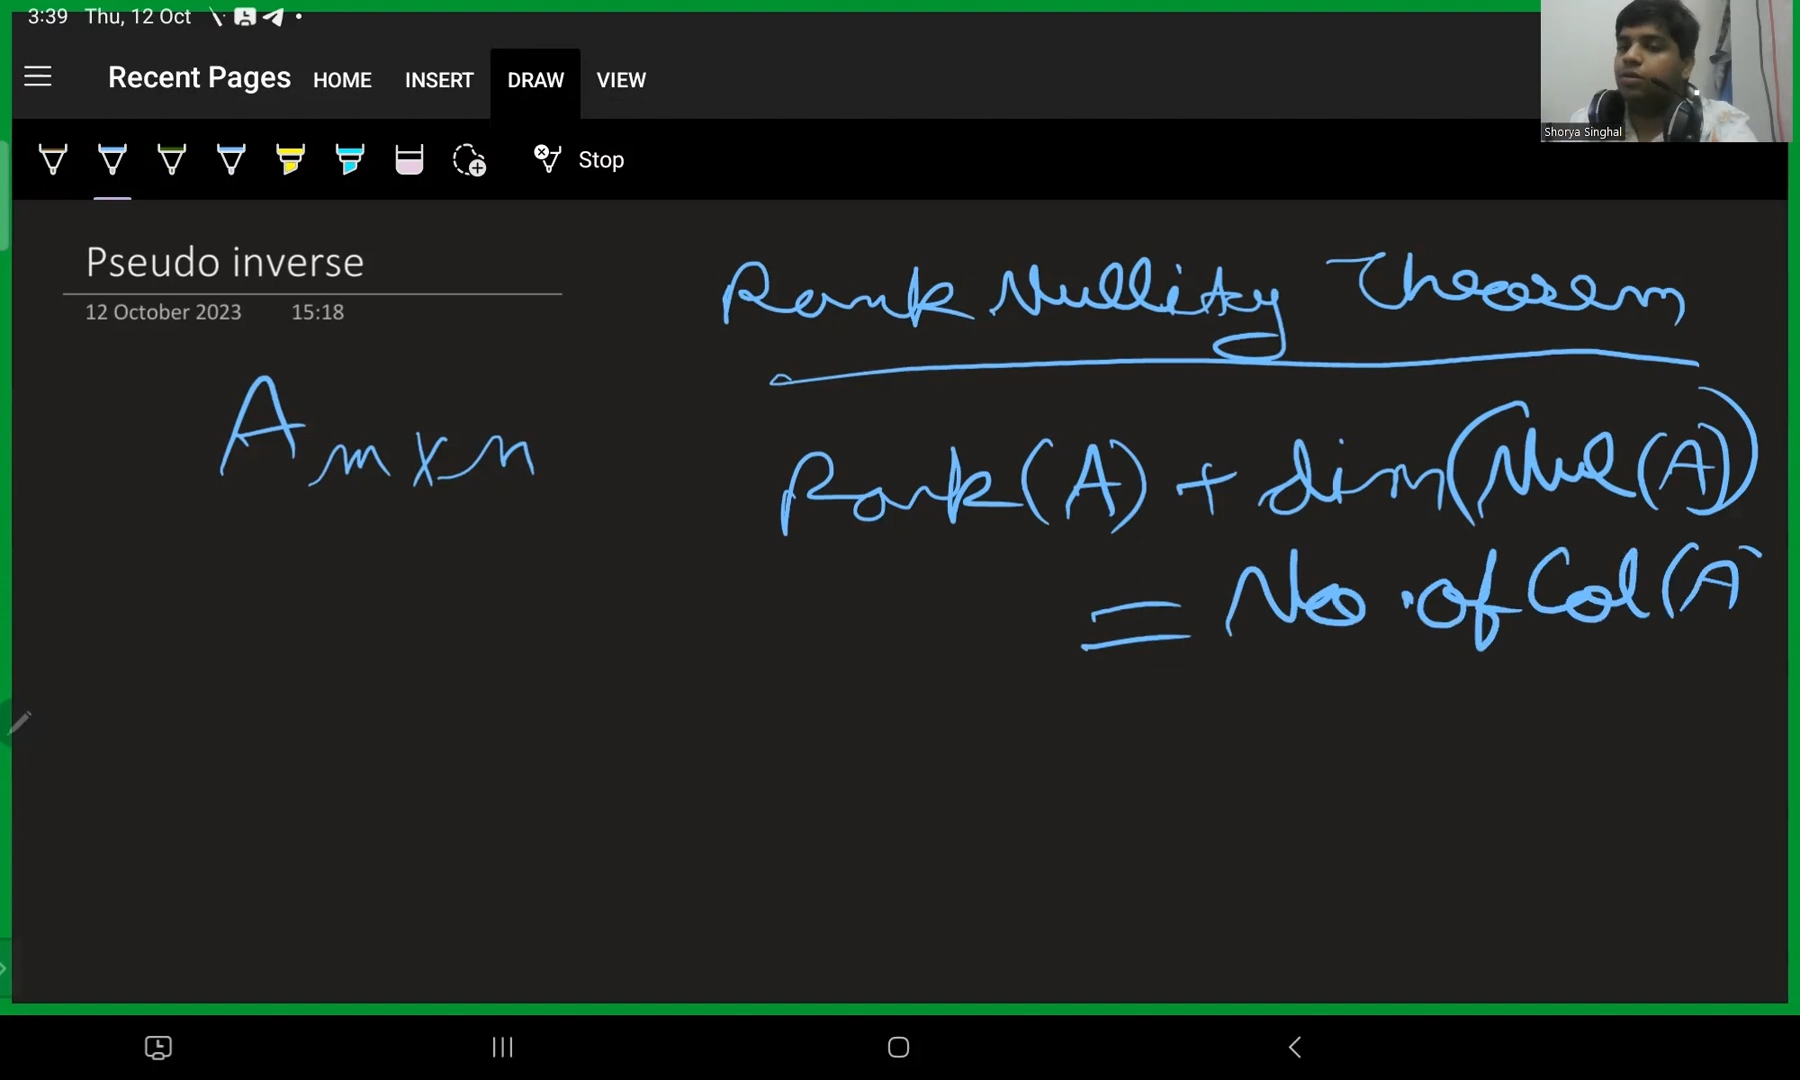 3:39 Thu, 12 Oct
Recent Pages HOME INSERT DRAW VIEW
Shorya Singhal
Stop
Pseudo inverse
12 October 2023 15:18
Rank Nullity Theorem
A m x n
Rank (A) + dim (Nul (A))
= No. of Col (A)